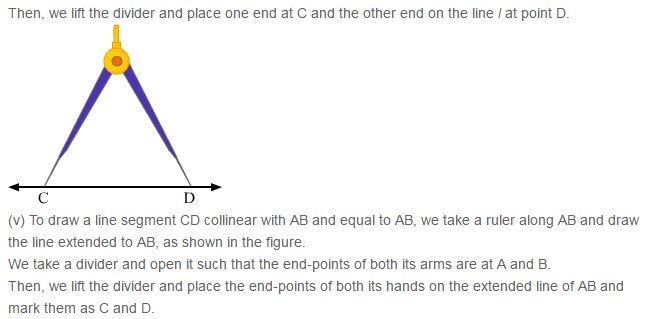 Then, we lift the divider and place one end at C and the other end on the line l at point D.
C D
(v) To draw a line segment CD collinear with AB and equal to AB, we take a ruler along AB and draw
the line extended to AB, as shown in the figure.
We take a divider and open it such that the end-points of both its arms are at A and B.
Then, we lift the divider and place the end-points of both its hands on the extended line of AB and
mark them as C and D.